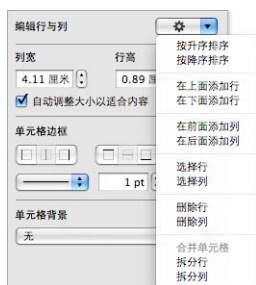 编辑行与列
列宽
行高
4.11 厘米
0.89 厘
自动调整大小以适合内容
单元格边框
1 pt
单元格背景
无
按升序排序
按降序排序
在上面添加行
在下面添加行
在前面添加列
在后面添加列
选择行
选择列
删除行
删除列
合并单元格
拆分行
拆分列